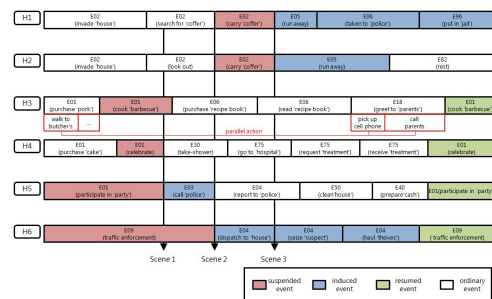 H1
E02
(invade 'house')
E02
(search for 'coffer')
E02
(carry 'coffer')
E05
(run away)
E06
(taken to 'police')
E96
(put in 'jail')
H2
E02
(invade 'house')
E02
(look out)
E02
(carry 'coffer')
E05
(run away)
E82
(rest)
H3
E01
(purchase 'pork')
E01
(cook 'barbecue')
E06
(purchase 'recipe book')
E06
(read 'recipe book')
E18
(greet to 'parents')
E01
(cook 'barbecue')
walk to
butcher's
...
pick up
cell phone
call
parents
parallel action
H4
E01
(purchase 'cake')
E01
(celebrate)
E30
(take-shower)
E75
(go to 'hospital')
E75
(request 'treatment')
E75
(receive 'treatment')
E01
(celebrate)
H5
E01
(participate in 'party')
E03
(call 'police')
E04
(report to 'police')
E50
(clean'house')
E40
(prepare'cash')
E01(participate in 'party')
H6
E09
(traffic enforcement)
E04
(dispatch to 'house')
E04
(seize 'suspect')
E04
(haul 'theives')
E09
( traffic enforcement)
Scene 1
Scene 2
Scene 3
suspended
event
induced
event
resumed
event
ordinary
event